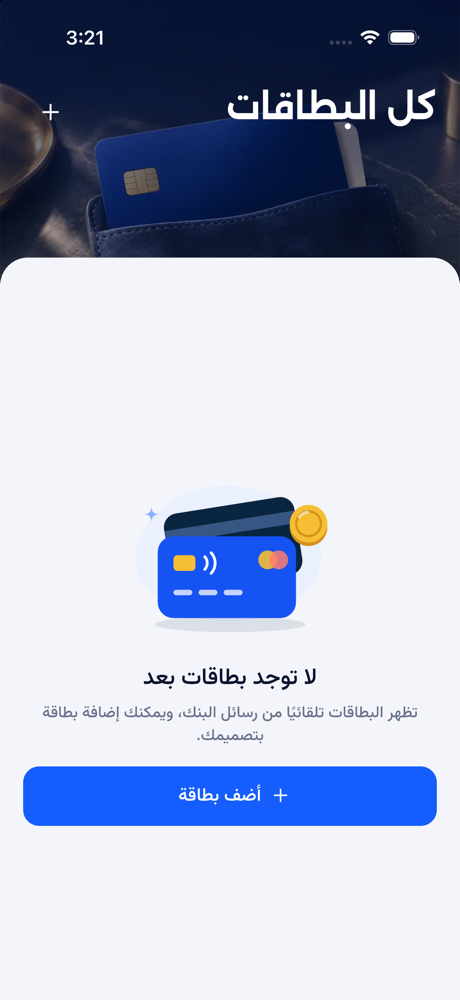 3:21
كل البطاقات
لا توجد بطاقات بعد
تظهر البطاقات تلقائيًا من رسائل البنك، ويمكنك إضافة بطاقة
بتصميمك.
+ أضف بطاقة